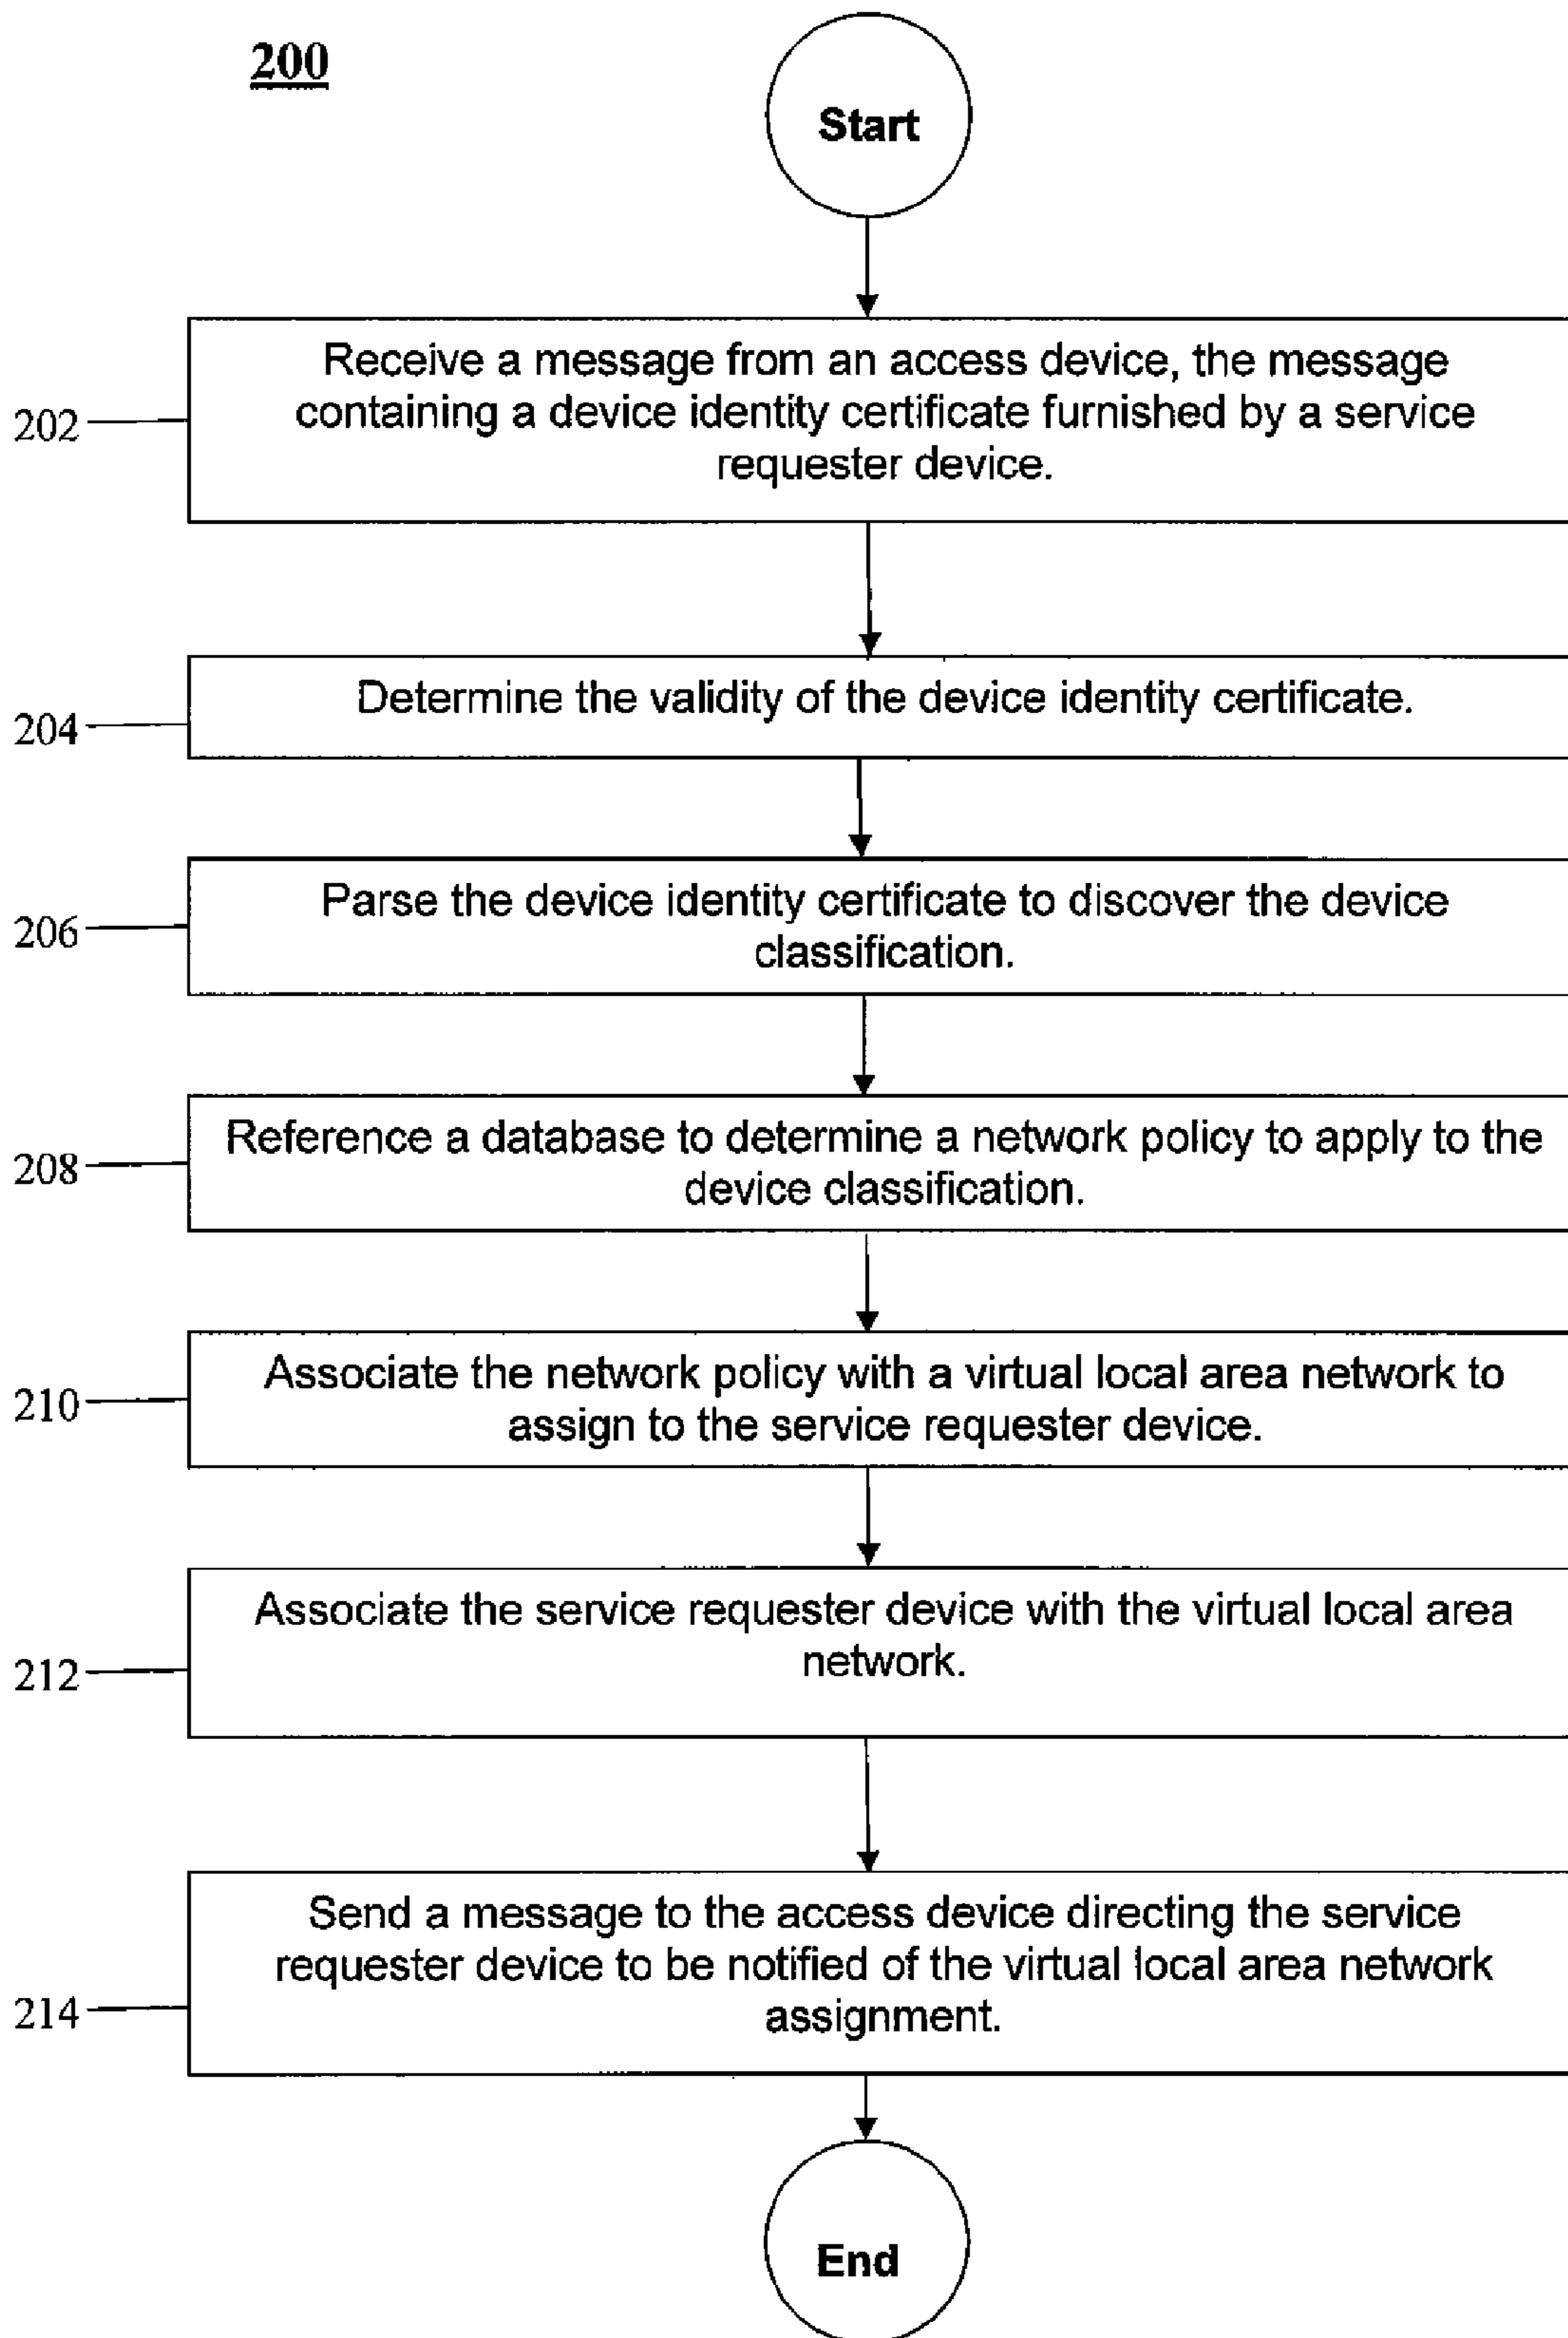 200
Start
Receive a message from an access device, the message
containing a device identity certificate furnished by a service
requester device.
202
Determine the validity of the device identity certificate.
204
Parse the device identity certificate to discover the device
classification.
206
Reference a database to determine a network policy to apply to the
device classification.
208
Associate the network policy with a virtual local area network to
assign to the service requester device.
210
Associate the service requester device with the virtual local area
network.
212
Send a message to the access device directing the service
requester device to be notified of the virtual local area network
assignment.
214
End